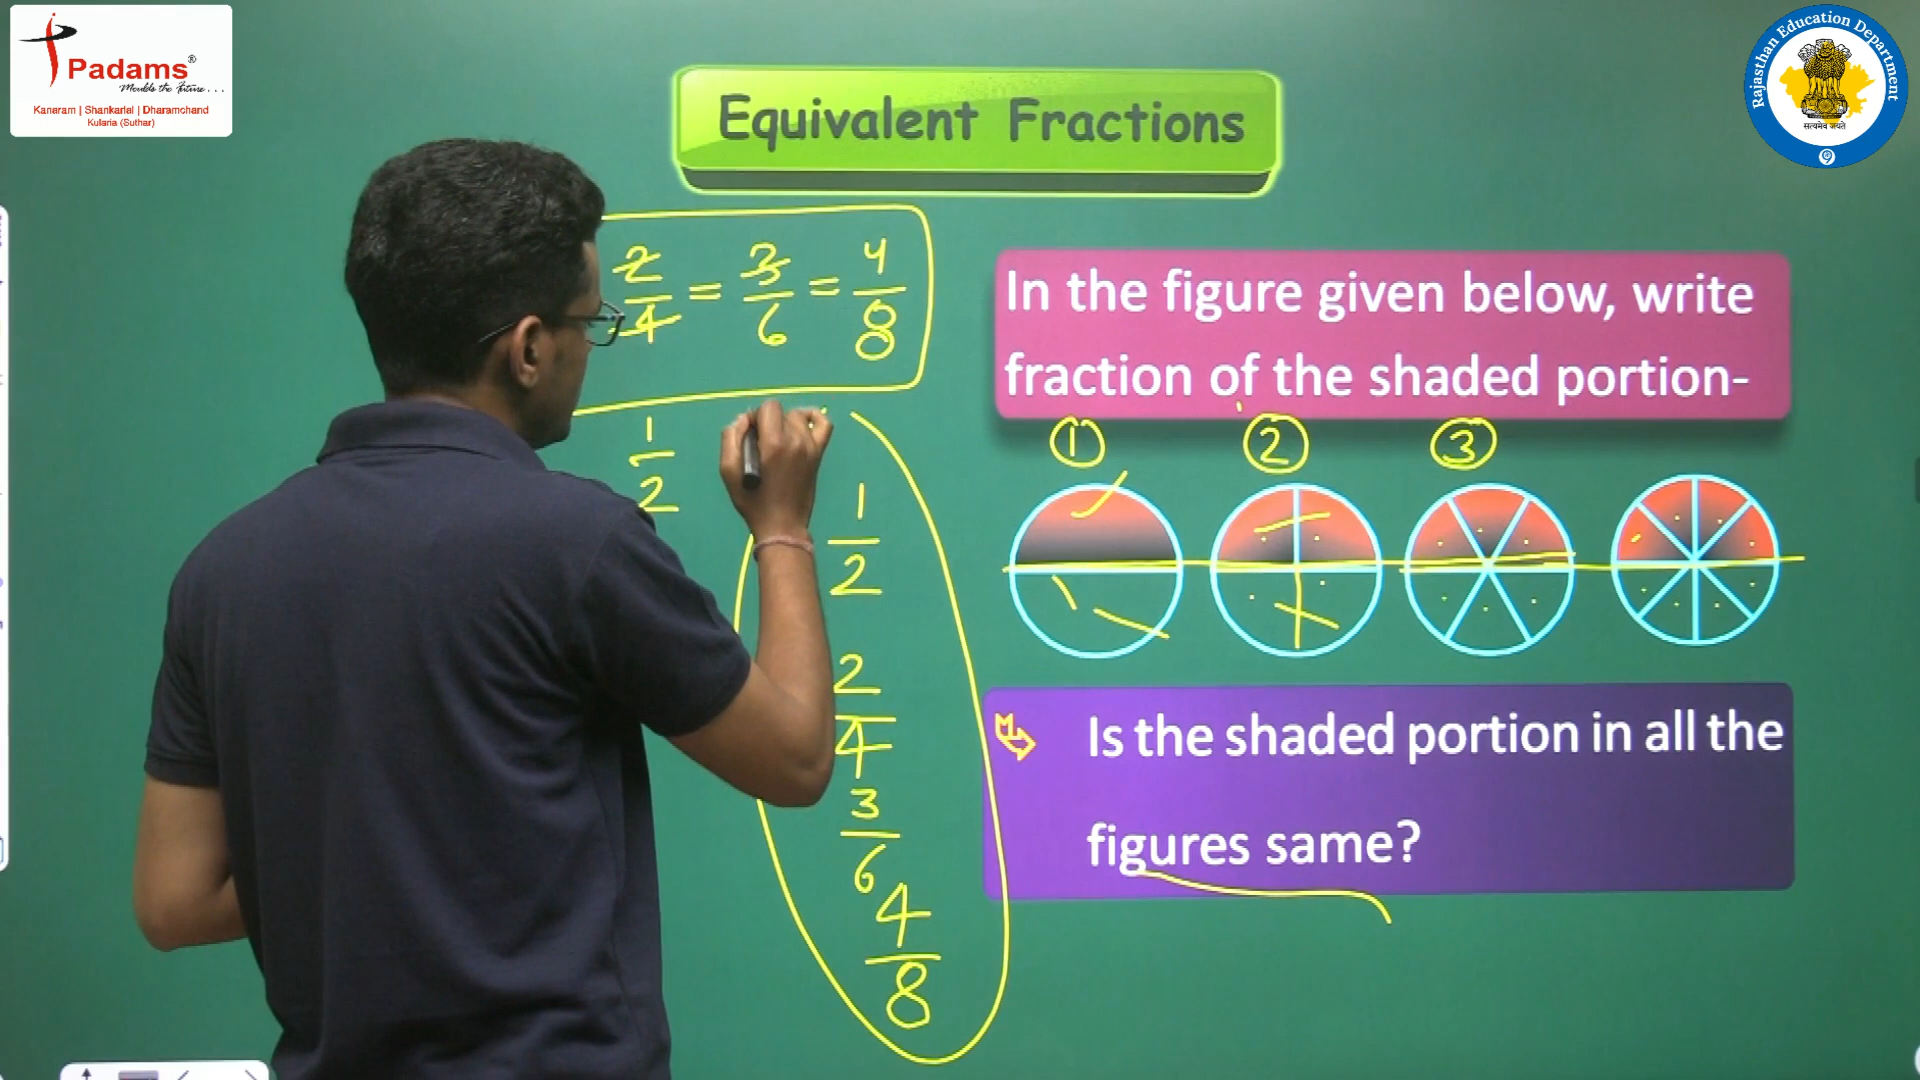 Padams®
Moulds the Future...
Kanaram | Shankarlal | Dharamchand
Kularia (Suthar)
Rajasthan Education Department
सत्यमेव जयते
Equivalent Fractions
2/4 = 3/6 = 4/8
1/2
In the figure given below, write
fraction of the shaded portion-
1 2 3
1/2
2/4
3/6
4/8
Is the shaded portion in all the
figures same?